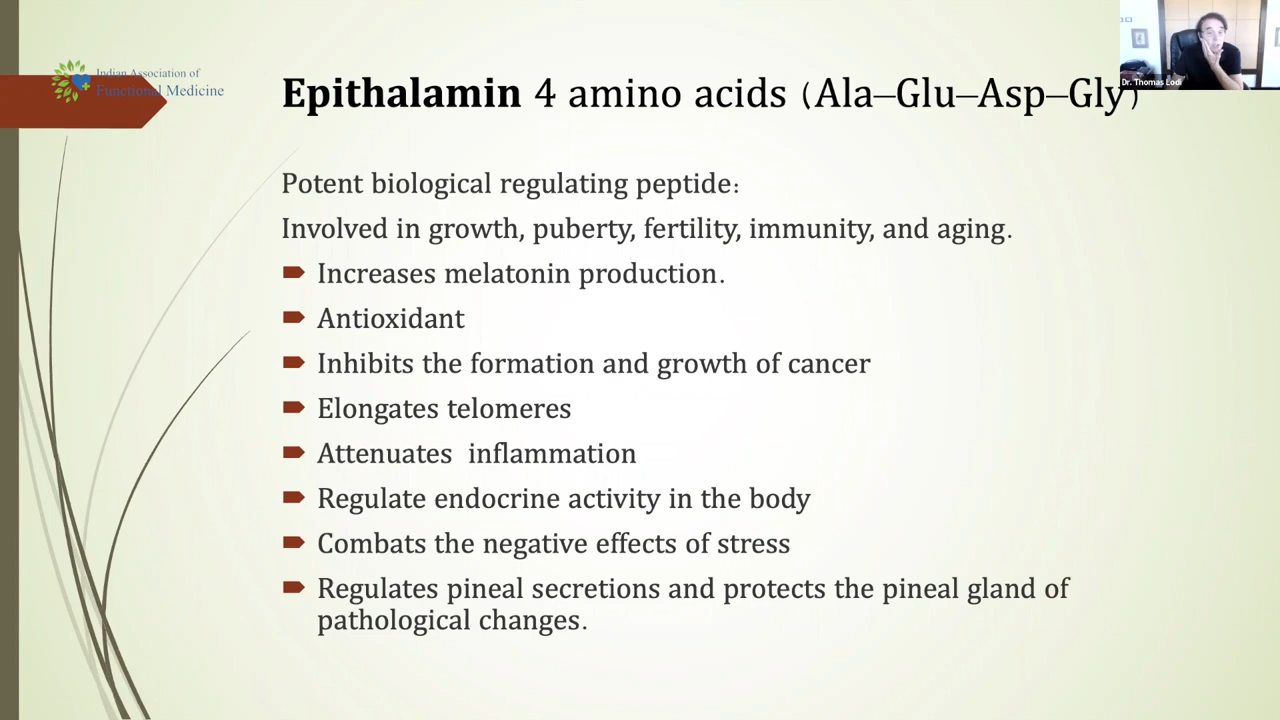 Indian Association of
Functional Medicine
Dr. Thomas Lodi
Epithalamin 4 amino acids (Ala–Glu–Asp–Gly)
Potent biological regulating peptide:
Involved in growth, puberty, fertility, immunity, and aging.
Increases melatonin production.
Antioxidant
Inhibits the formation and growth of cancer
Elongates telomeres
Attenuates  inflammation
Regulate endocrine activity in the body
Combats the negative effects of stress
Regulates pineal secretions and protects the pineal gland of
pathological changes.